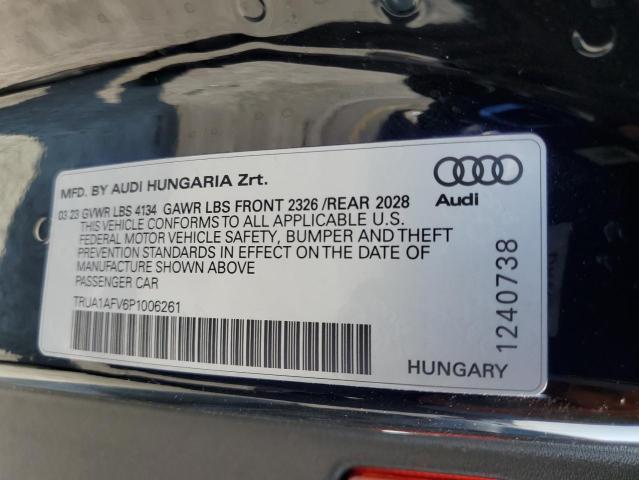 MFD. BY AUDI HUNGARIA Zrt.
03 23 GVWR LBS 4134 GAWR LBS FRONT 2326 /REAR 2028
THIS VEHICLE CONFORMS TO ALL APPLICABLE U.S.
FEDERAL MOTOR VEHICLE SAFETY, BUMPER AND THEFT
PREVENTION STANDARDS IN EFFECT ON THE DATE OF
MANUFACTURE SHOWN ABOVE
PASSENGER CAR
TRUA1AFV6P1006261
Audi
1240738
HUNGARY